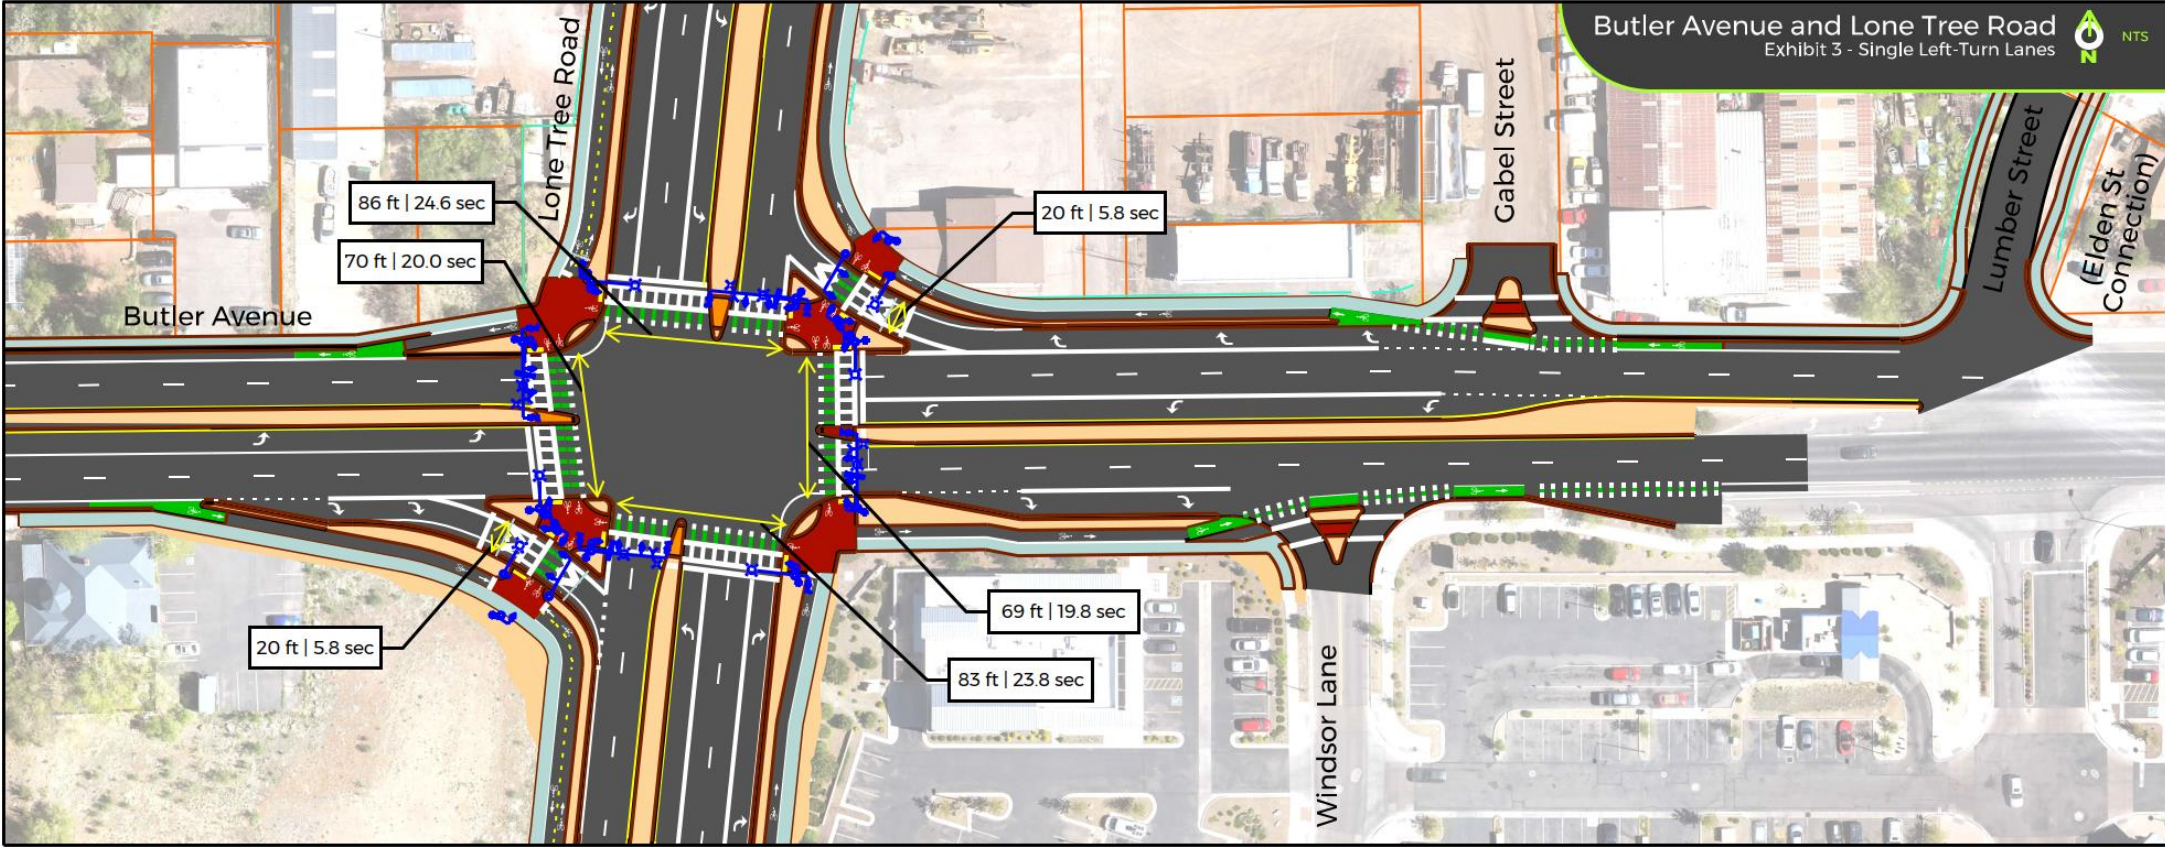 Butler Avenue and Lone Tree Road
Exhibit 3 - Single Left-Turn Lanes
N
NTS
Lone Tree Road
Gabel Street
Lumber Street
(Elden St
Connection)
86 ft | 24.6 sec
20 ft | 5.8 sec
70 ft | 20.0 sec
Butler Avenue
69 ft | 19.8 sec
20 ft | 5.8 sec
83 ft | 23.8 sec
Windsor Lane